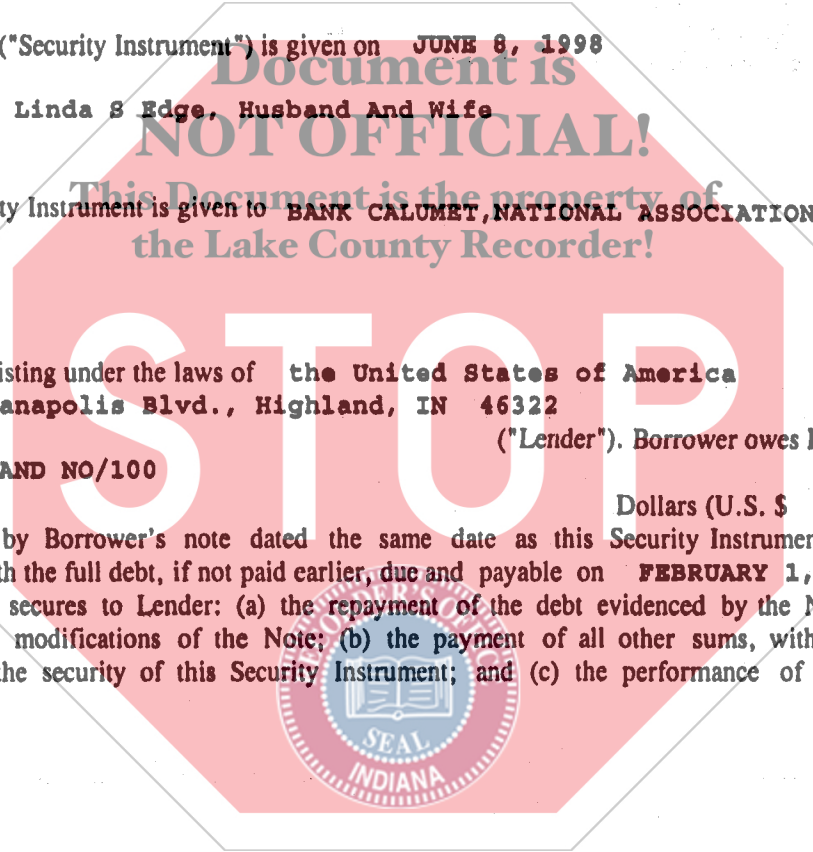 ("Security Instrument") is given on JUNE 8, 1998
Document is
Linda S Edge, Husband And Wife
NOT OFFICIAL!
This Document is the property of
ty Instrument is given to BANK CALUMET,NATIONAL ASSOCIATION
the Lake County Recorder!
STOP
isting under the laws of the United States of America
anapolis Blvd., Highland, IN 46322
("Lender"). Borrower owes
AND NO/100
Dollars (U.S. $
by Borrower's note dated the same date as this Security Instrumen
th the full debt, if not paid earlier, due and payable on FEBRUARY 1,
secures to Lender: (a) the repayment of the debt evidenced by the N
modifications of the Note; (b) the payment of all other sums, with
the security of this Security Instrument; and (c) the performance of
RECORDER'S OFFICE
SEAL
INDIANA